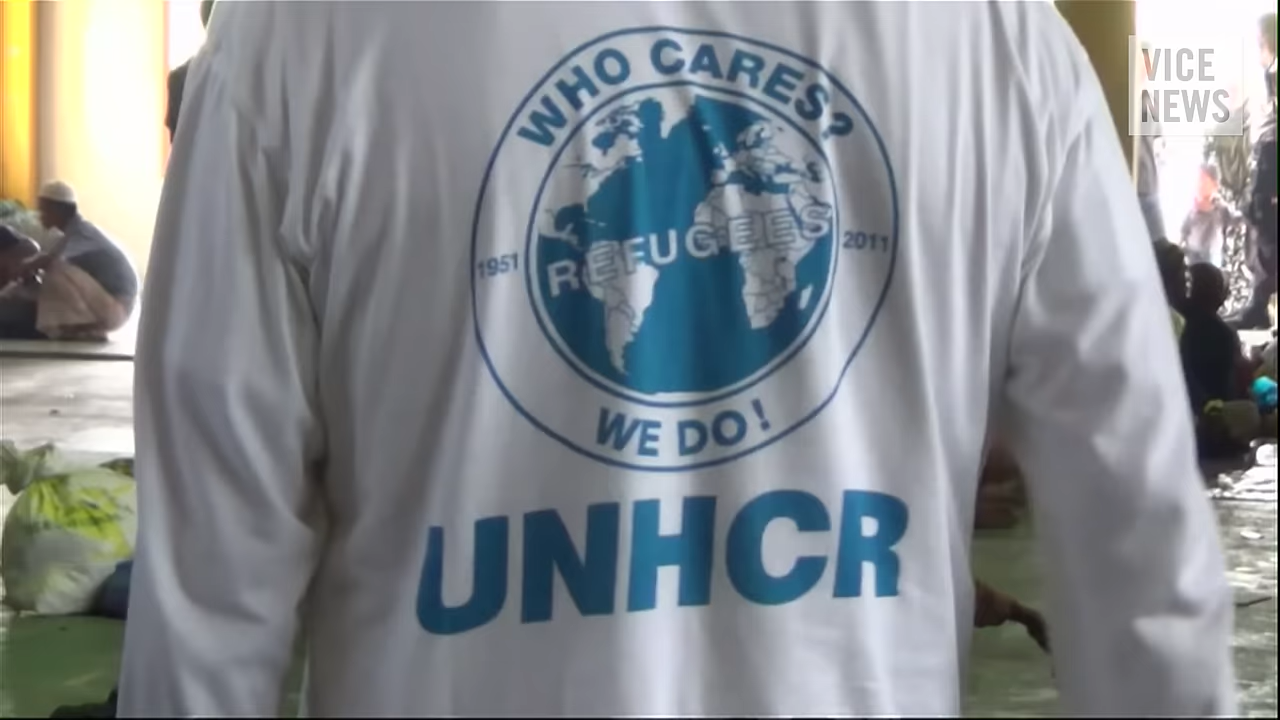 VICE
NEWS
WHO CARES?
1951
REFUGEES
2011
WE DO!
UNHCR